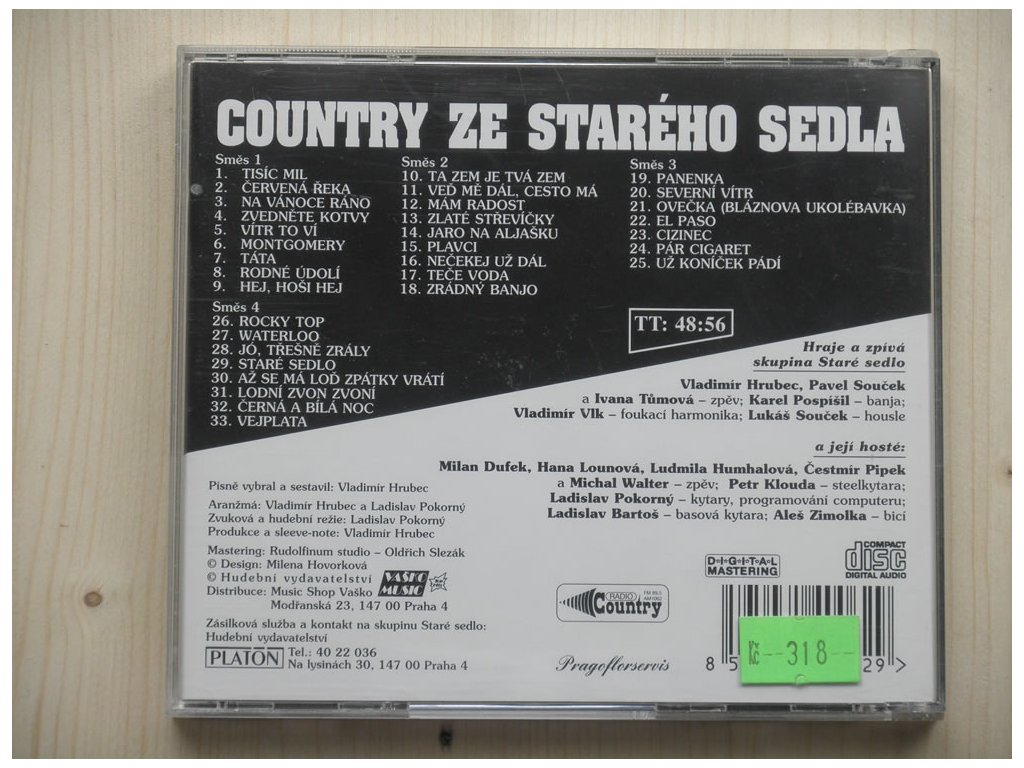 COUNTRY ZE STARÉHO SEDLA
Směs 1
1. TISÍC MIL
2. ČERVENÁ ŘEKA
3. NA VÁNOCE RÁNO
4. ZVEDNĚTE KOTVY
5. VÍTR TO VÍ
6. MONTGOMERY
7. TÁTA
8. RODNÉ ÚDOLÍ
9. HEJ, HOŠI HEJ
Směs 2
10. TA ZEM JE TVÁ ZEM
11. VEĎ MĚ DÁL, CESTO MÁ
12. MÁM RADOST
13. ZLATÉ STŘEVÍČKY
14. JARO NA ALJAŠKU
15. PLAVCI
16. NEČEKEJ UŽ DÁL
17. TEČE VODA
18. ZRÁDNÝ BANJO
Směs 3
19. PANENKA
20. SEVERNÍ VÍTR
21. OVEČKA (BLÁZNOVA UKOLÉBAVKA)
22. EL PASO
23. CIZINEC
24. PÁR CIGARET
25. UŽ KONÍČEK PÁDÍ
Směs 4
26. ROCKY TOP
27. WATERLOO
28. JÓ, TŘEŠNĚ ZRÁLY
29. STARÉ SEDLO
30. AŽ SE MÁ LOĎ ZPÁTKY VRÁTÍ
31. LODNÍ ZVON ZVONÍ
32. ČERNÁ A BÍLÁ NOC
33. VEJPLATA
TT: 48:56
Hraje a zpívá
skupina Staré sedlo
Vladimír Hrubec, Pavel Souček
a Ivana Tůmová – zpěv; Karel Pospíšil – banja;
Vladimír Vlk – foukací harmonika; Lukáš Souček – housle
a její hosté:
Milan Dufek, Hana Lounová, Ludmila Humhalová, Čestmír Pipek
a Michal Walter – zpěv; Petr Klouda – steelkytara;
Ladislav Pokorný – kytary, programování computeru;
Ladislav Bartoš – basová kytara; Aleš Zimolka – bicí
Písně vybral a sestavil: Vladimír Hrubec
Aranžmá: Vladimír Hrubec a Ladislav Pokorný
Zvuková a hudební režie: Ladislav Pokorný
Produkce a sleeve-note: Vladimír Hrubec
Mastering: Rudolfinum studio – Oldřich Slezák
© Design: Milena Hovorková
© Hudební vydavatelství VAŠKO MUSIC
Distribuce: Music Shop Vaško
Modřanská 23, 147 00 Praha 4
Zásilková služba a kontakt na skupinu Staré sedlo:
Hudební vydavatelství
PLATÓN Tel.: 40 22 036
Na lysinách 30, 147 00 Praha 4
DIGITAL
MASTERING
COMPACT
disc
DIGITAL AUDIO
RADIO
Country
Pragoflorservis
Kč 318
8 29 >